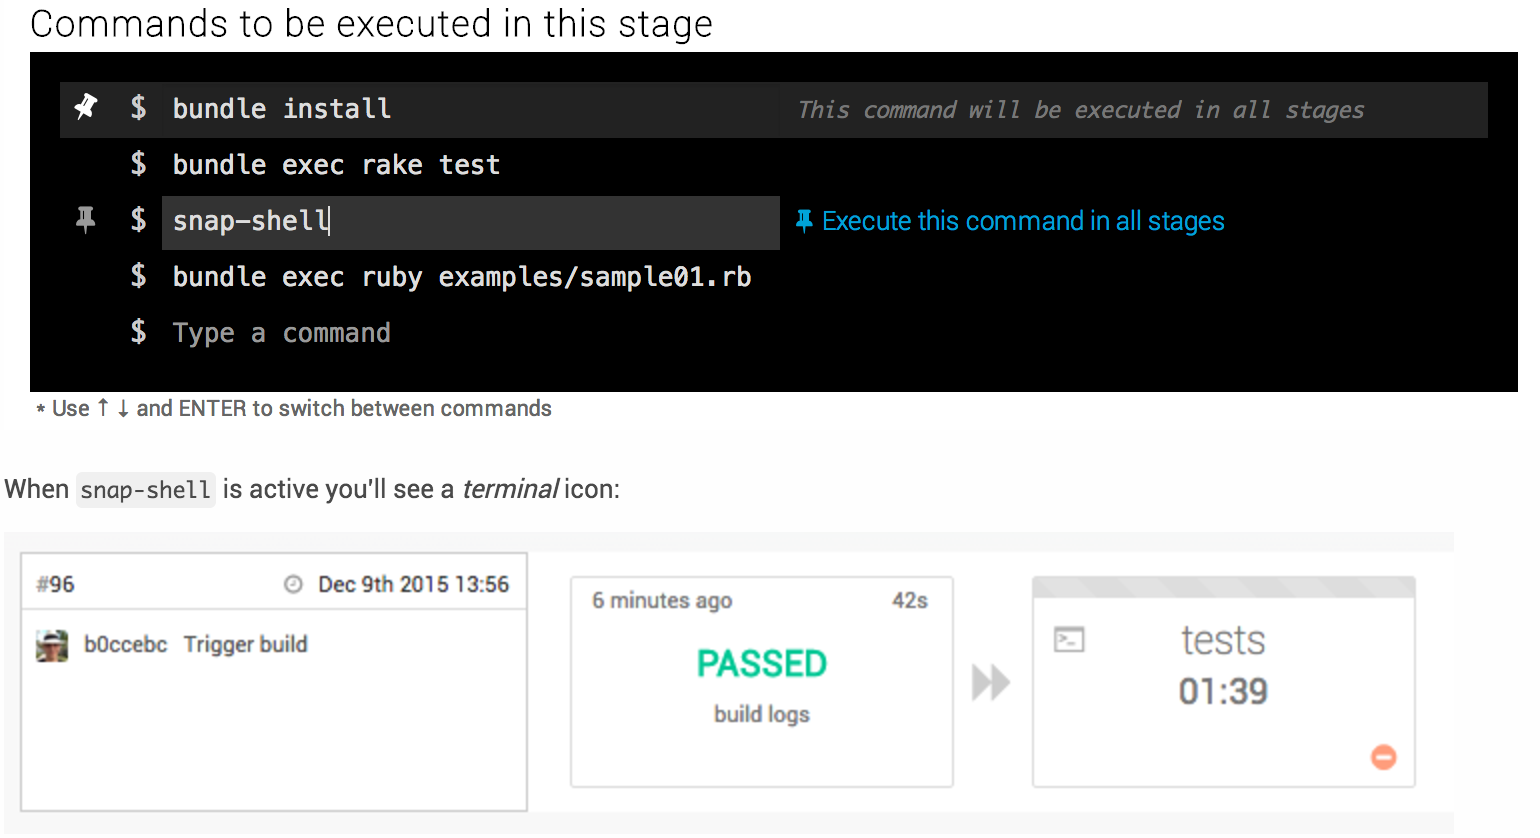 Commands to be executed in this stage
$ bundle install This command will be executed in all stages
$ bundle exec rake test
$ snap-shell Execute this command in all stages
$ bundle exec ruby examples/sample01.rb
$ Type a command
* Use ↑ ↓ and ENTER to switch between commands
When snap-shell is active you'll see a terminal icon:
#96 Dec 9th 2015 13:56
b0ccebc Trigger build
6 minutes ago 42s
PASSED
build logs
>_ tests
01:39